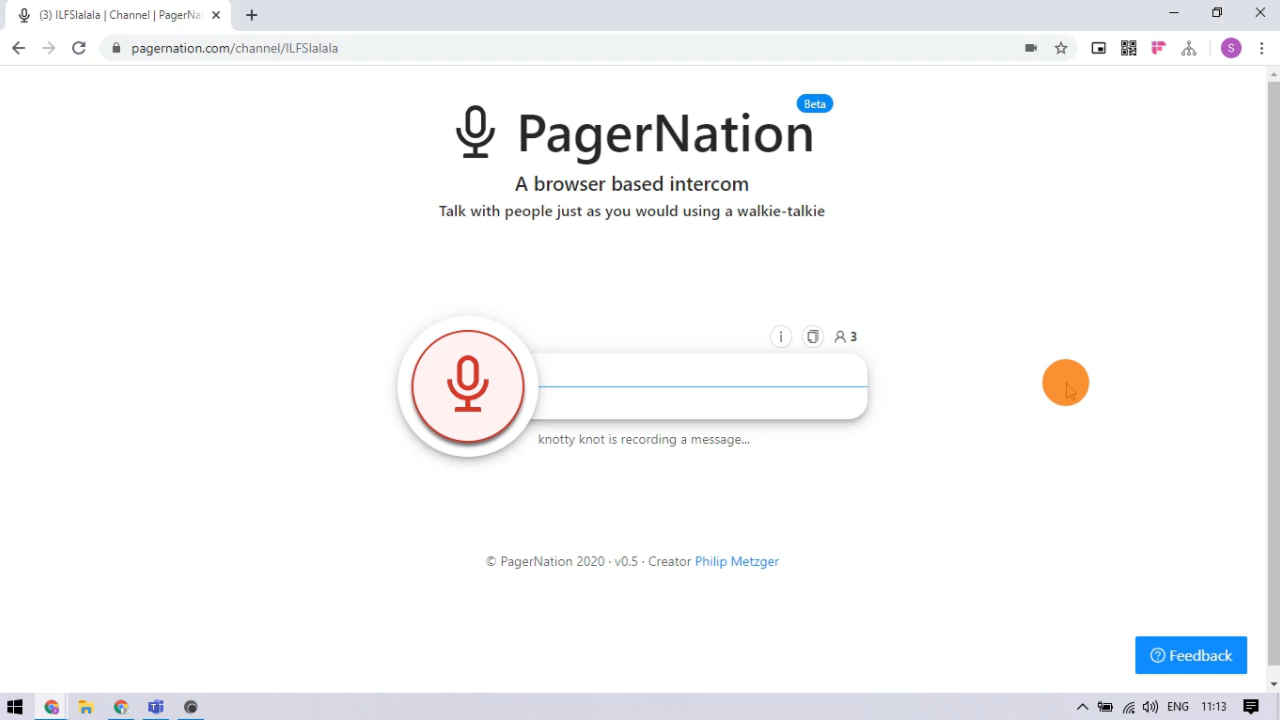 (3) ILFSlalala | Channel | PagerNa
pagernation.com/channel/ILFSlalala
S
Beta
PagerNation
A browser based intercom
Talk with people just as you would using a walkie-talkie
i
3
knotty knot is recording a message...
© PagerNation 2020 · v0.5 · Creator Philip Metzger
Feedback
ENG
11:13